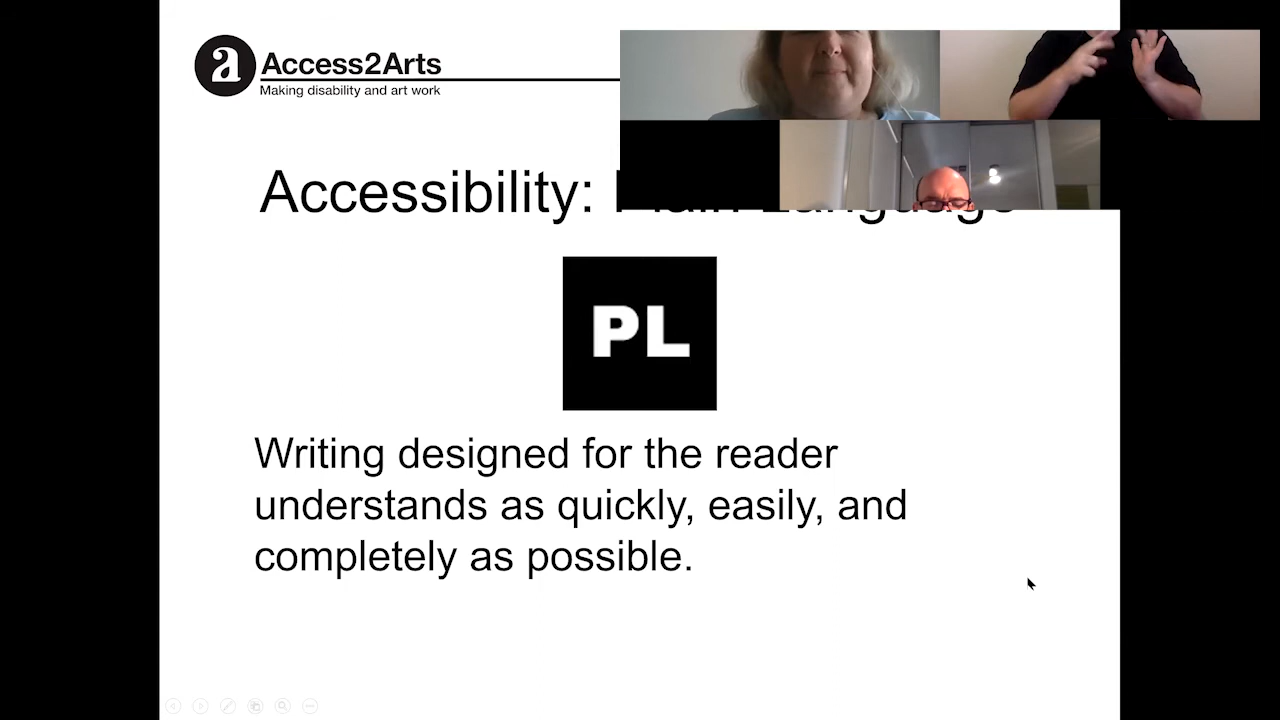 a Access2Arts
Making disability and art work
Accessibility: Plain Language
PL
Writing designed for the reader
understands as quickly, easily, and
completely as possible.